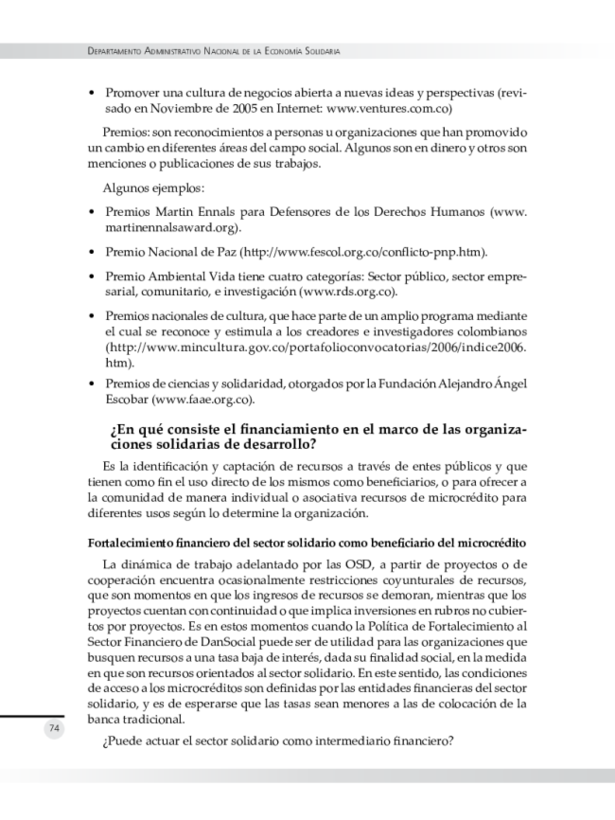 DEPARTAMENTO ADMINISTRATIVO NACIONAL DE LA ECONOMÍA SOLIDARIA
• Promover una cultura de negocios abierta a nuevas ideas y perspectivas (revi-
sado en Noviembre de 2005 en Internet: www.ventures.com.co)
Premios: son reconocimientos a personas u organizaciones que han promovido
un cambio en diferentes áreas del campo social. Algunos son en dinero y otros son
menciones o publicaciones de sus trabajos.
Algunos ejemplos:
• Premios Martin Ennals para Defensores de los Derechos Humanos (www.
martinennalsaward.org).
• Premio Nacional de Paz (http://www.fescol.org.co/conflicto-pnp.htm).
• Premio Ambiental Vida tiene cuatro categorías: Sector público, sector empre-
sarial, comunitario, e investigación (www.rds.org.co).
• Premios nacionales de cultura, que hace parte de un amplio programa mediante
el cual se reconoce y estimula a los creadores e investigadores colombianos
(http://www.mincultura.gov.co/portafolioconvocatorias/2006/indice2006.
htm).
• Premios de ciencias y solidaridad, otorgados por la Fundación Alejandro Ángel
Escobar (www.faae.org.co).
¿En qué consiste el financiamiento en el marco de las organiza-
ciones solidarias de desarrollo?
Es la identificación y captación de recursos a través de entes públicos y que
tienen como fin el uso directo de los mismos como beneficiarios, o para ofrecer a
la comunidad de manera individual o asociativa recursos de microcrédito para
diferentes usos según lo determine la organización.
Fortalecimiento financiero del sector solidario como beneficiario del microcrédito
La dinámica de trabajo adelantado por las OSD, a partir de proyectos o de
cooperación encuentra ocasionalmente restricciones coyunturales de recursos,
que son momentos en que los ingresos de recursos se demoran, mientras que los
proyectos cuentan con continuidad o que implica inversiones en rubros no cubier-
tos por proyectos. Es en estos momentos cuando la Política de Fortalecimiento al
Sector Financiero de DanSocial puede ser de utilidad para las organizaciones que
busquen recursos a una tasa baja de interés, dada su finalidad social, en la medida
en que son recursos orientados al sector solidario. En este sentido, las condiciones
de acceso a los microcréditos son definidas por las entidades financieras del sector
solidario, y es de esperarse que las tasas sean menores a las de colocación de la
banca tradicional.
74
¿Puede actuar el sector solidario como intermediario financiero?